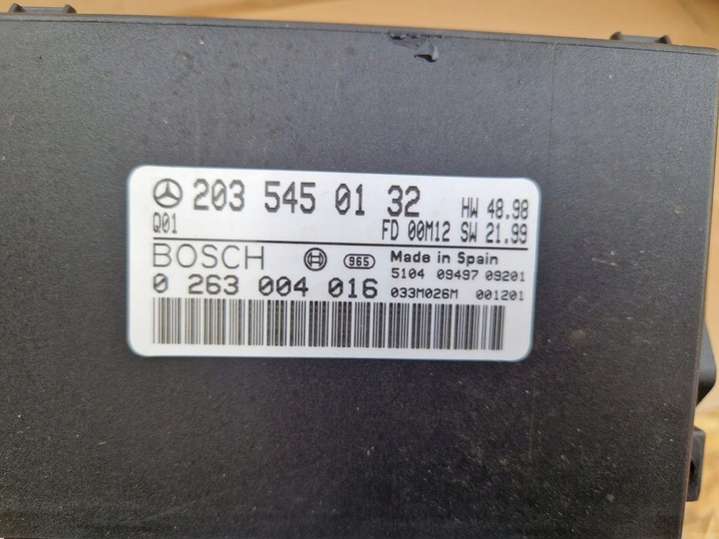 203 545 01 32 HW 48.98
Q01 FD 00M12 SW 21.99
BOSCH 965 Made in Spain
5104 09497 09201
0 263 004 016 033M026M 001201